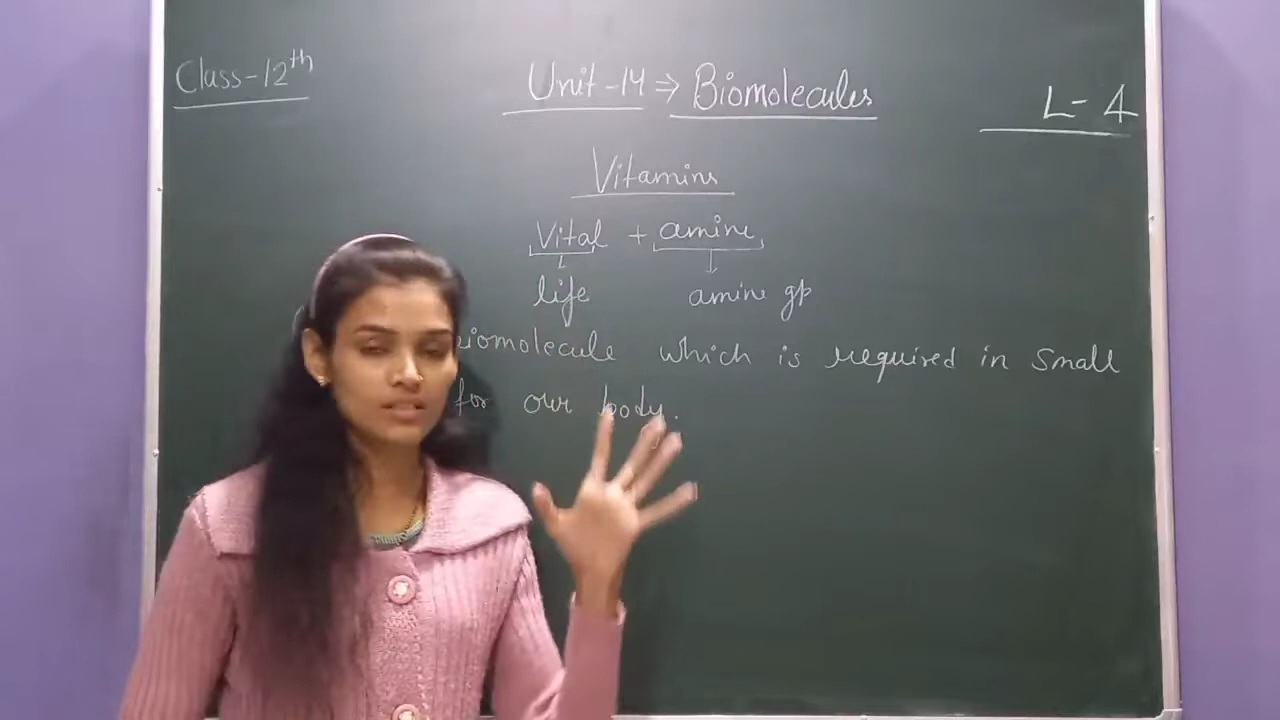 Class-12th
Unit-14 ⇒ Biomolecules
L-4
Vitamins
Vital + amine
life amine gp
biomolecule which is required in small
for our body.